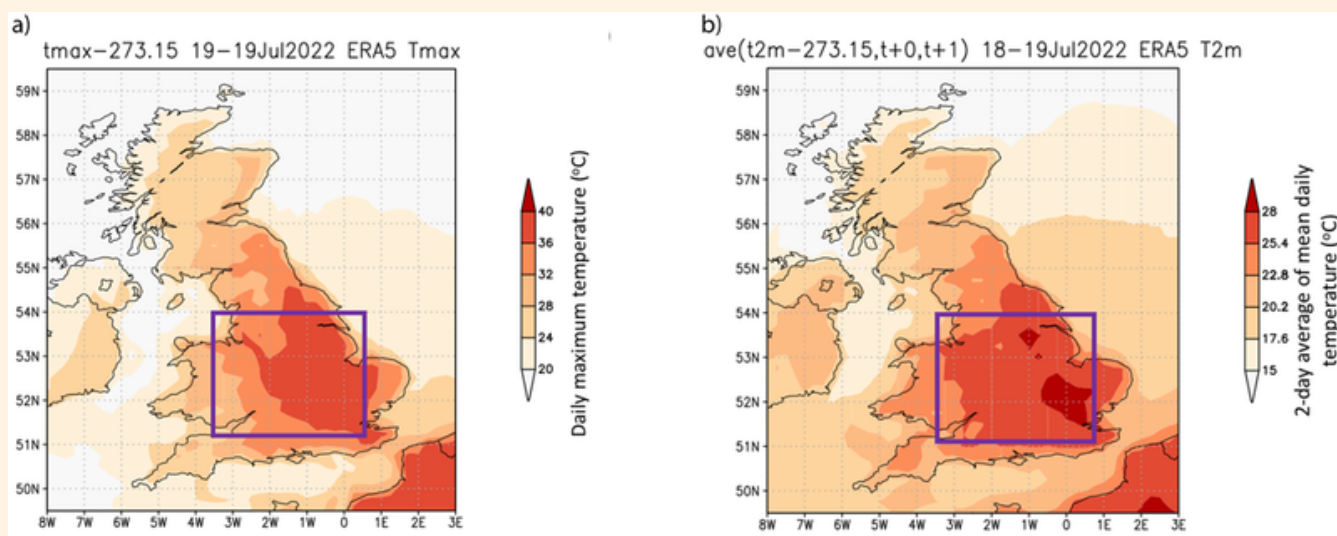 a)
tmax−273.15 19−19Jul2022 ERA5 Tmax
59N
58N
57N
56N
55N
54N
53N
52N
51N
50N
8W 7W 6W 5W 4W 3W 2W 1W 0 1E 2E 3E
40
36
32
28
24
20
Daily maximum temperature (ºC)
b)
ave(t2m−273.15,t+0,t+1) 18−19Jul2022 ERA5 T2m
59N
58N
57N
56N
55N
54N
53N
52N
51N
50N
8W 7W 6W 5W 4W 3W 2W 1W 0 1E 2E 3E
28
25.4
22.8
20.2
17.6
15
2-day average of mean daily
temperature (ºC)